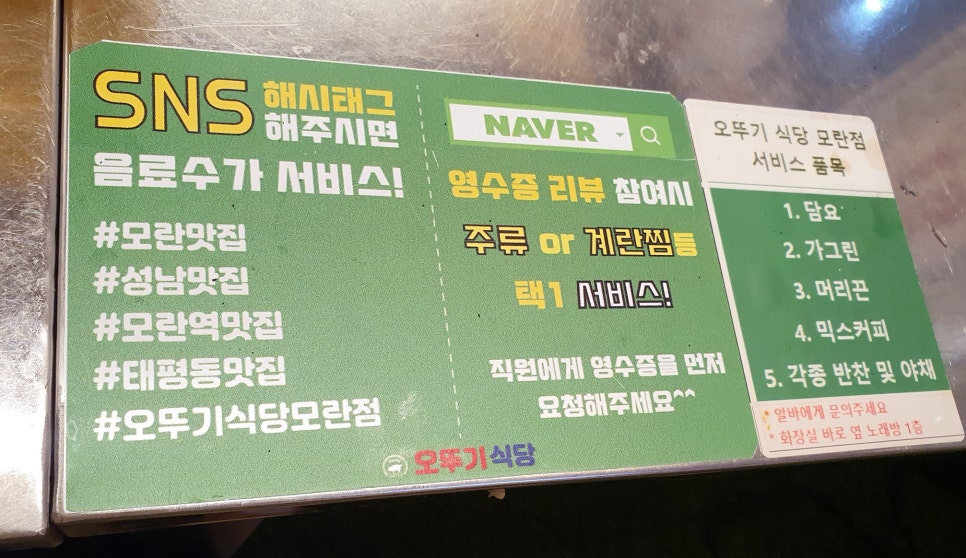 SNS 해시태그
해주시면
음료수가 서비스!
#모란맛집
#성남맛집
#모란역맛집
#태평동맛집
#오뚜기식당모란점
NAVER
영수증 리뷰 참여시
주류 or 계란찜등
택1 서비스!
직원에게 영수증을 먼저
요청해주세요^^
오뚜기식당
오뚜기 식당 모란점
서비스 품목
1. 담요
2. 가그린
3. 머리끈
4. 믹스커피
5. 각종 반찬 및 야채
* 알바에게 문의주세요
* 화장실 바로 옆 노래방 1층